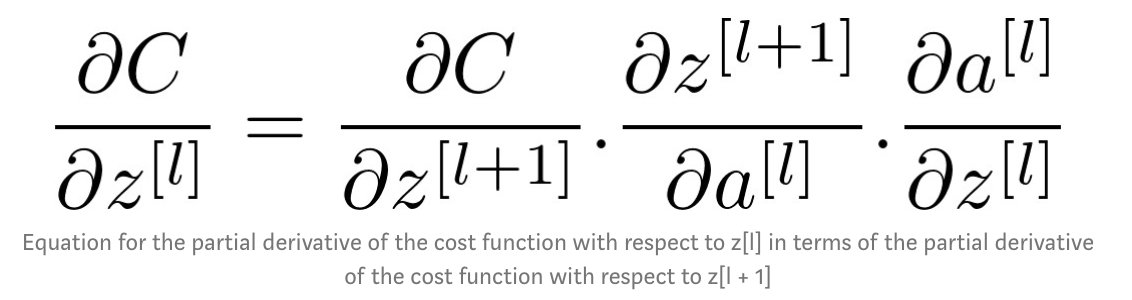 ∂C/∂z[l] = ∂C/∂z[l+1] . ∂z[l+1]/∂a[l] . ∂a[l]/∂z[l]
Equation for the partial derivative of the cost function with respect to z[l] in terms of the partial derivative
of the cost function with respect to z[l + 1]